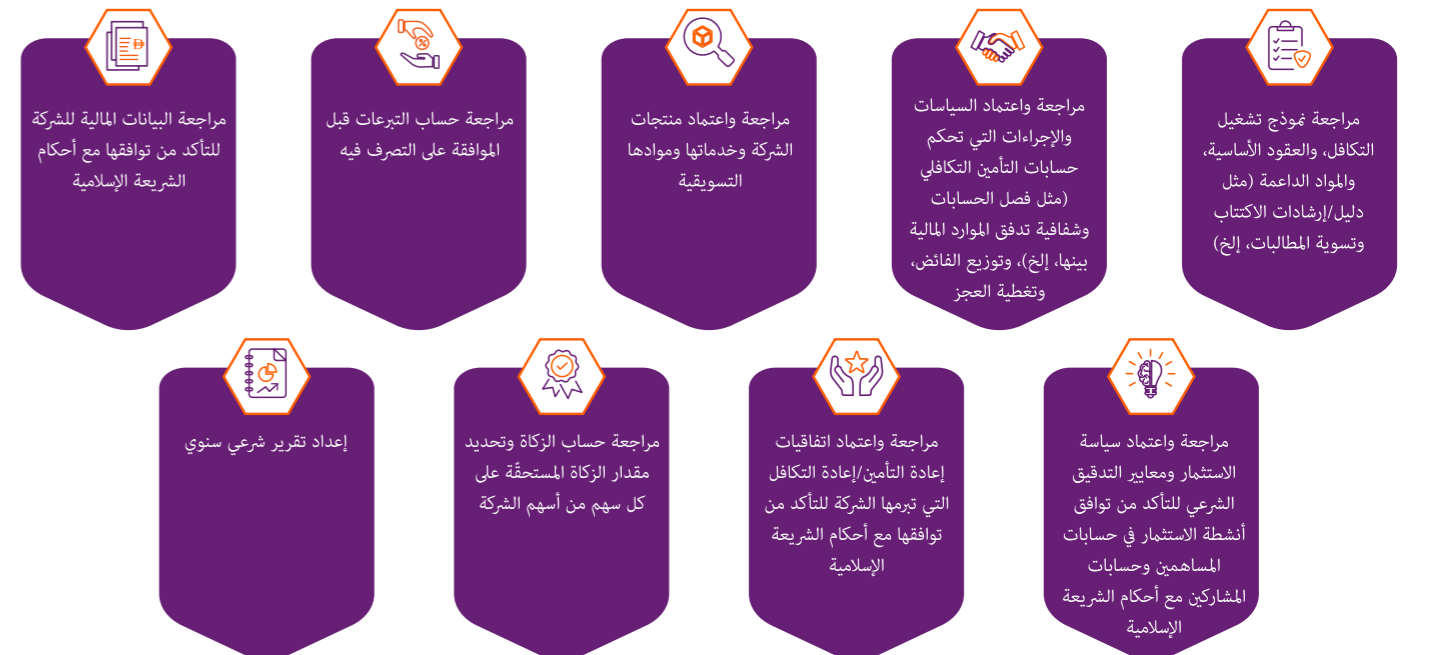 مراجعة نموذج تشغيل
التكافل، والعقود الأساسية،
والمواد الداعمة (مثل
دليل/إرشادات الاكتتاب
وتسوية المطالبات، إلخ)
مراجعة واعتماد السياسات
والإجراءات التي تحكم
حسابات التأمين التكافلي
(مثل فصل الحسابات
وشفافية تدفق الموارد المالية
بينها، إلخ)، وتوزيع الفائض،
وتغطية العجز
مراجعة واعتماد منتجات
الشركة وخدماتها وموادها
التسويقية
مراجعة حساب التبرعات قبل
الموافقة على التصرف فيه
مراجعة البيانات المالية للشركة
للتأكد من توافقها مع أحكام
الشريعة الإسلامية
مراجعة واعتماد سياسة
الاستثمار ومعايير التدقيق
الشرعي للتأكد من توافق
أنشطة الاستثمار في حسابات
المساهمين وحسابات
المشاركين مع أحكام الشريعة
الإسلامية
مراجعة واعتماد اتفاقيات
إعادة التأمين/إعادة التكافل
التي تبرمها الشركة للتأكد من
توافقها مع أحكام الشريعة
الإسلامية
مراجعة حساب الزكاة وتحديد
مقدار الزكاة المستحقّة على
كل سهم من أسهم الشركة
إعداد تقرير شرعي سنوي